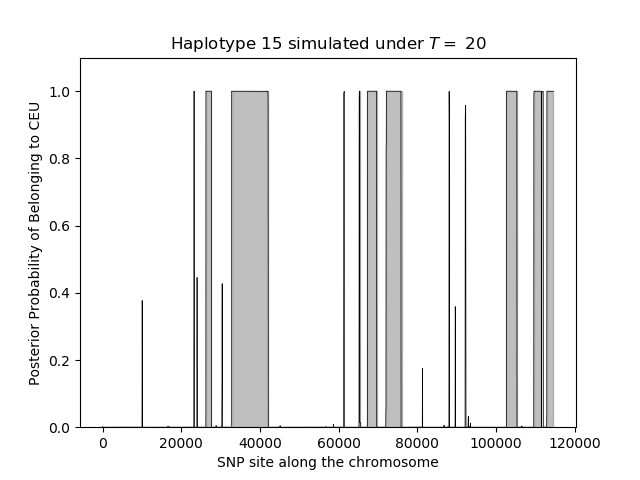 Haplotype 15 simulated under T = 20
Posterior Probability of Belonging to CEU
1.0
0.8
0.6
0.4
0.2
0.0
0 20000 40000 60000 80000 100000 120000
SNP site along the chromosome